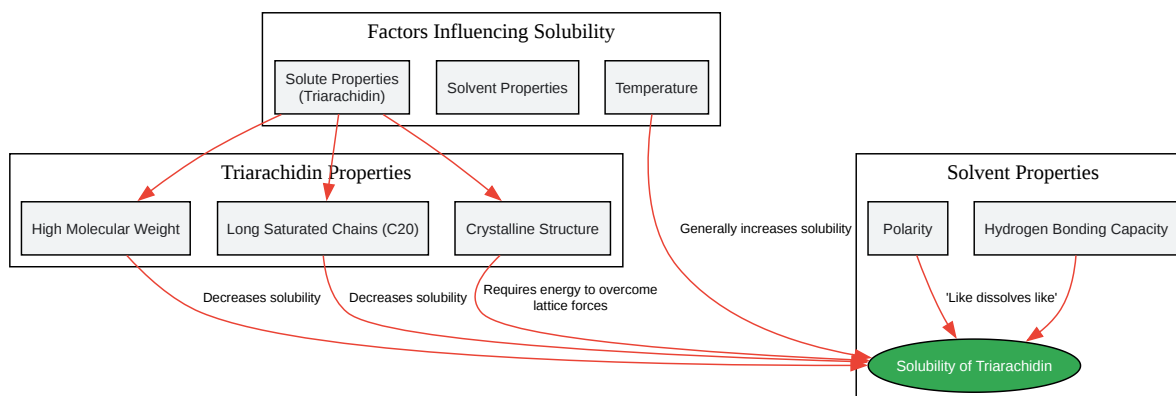 Factors Influencing Solubility
Solute Properties
(Triarachidin)
Solvent Properties
Temperature
Triarachidin Properties
High Molecular Weight
Long Saturated Chains (C20)
Crystalline Structure
Solvent Properties
Polarity
Hydrogen Bonding Capacity
Generally increases solubility
Decreases solubility
Decreases solubility
Requires energy to overcome
lattice forces
'Like dissolves like'
Solubility of Triarachidin